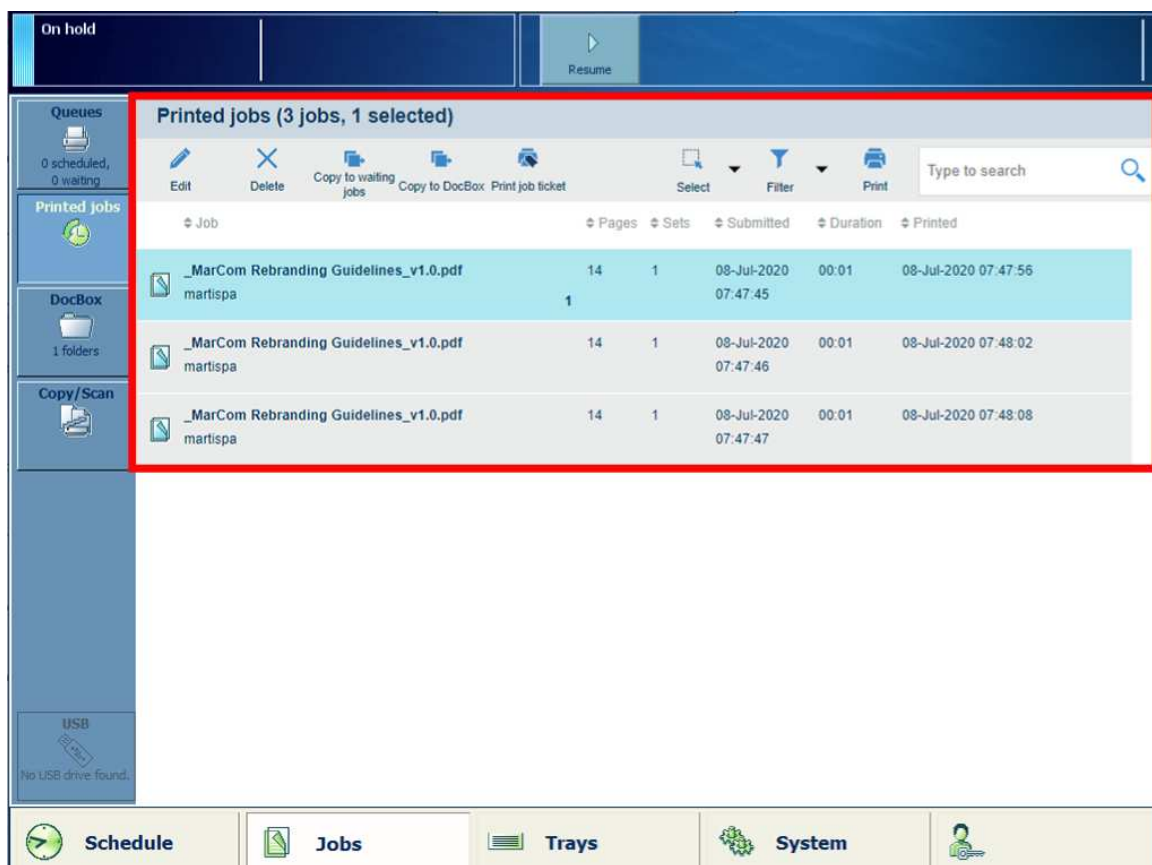 On hold
Resume
Queues
0 scheduled,
0 waiting
Printed jobs
DocBox
1 folders
Copy/Scan
USB
No USB drive found.
Printed jobs (3 jobs, 1 selected)
Edit
Delete
Copy to waiting
jobs
Copy to DocBox
Print job ticket
Select
Filter
Print
Type to search
Job Pages Sets Submitted Duration Printed
_MarCom Rebranding Guidelines_v1.0.pdf 14 1 08-Jul-2020 00:01 08-Jul-2020 07:47:56
martispa 1 07:47:45
_MarCom Rebranding Guidelines_v1.0.pdf 14 1 08-Jul-2020 00:01 08-Jul-2020 07:48:02
martispa 07:47:46
_MarCom Rebranding Guidelines_v1.0.pdf 14 1 08-Jul-2020 00:01 08-Jul-2020 07:48:08
martispa 07:47:47
Schedule
Jobs
Trays
System